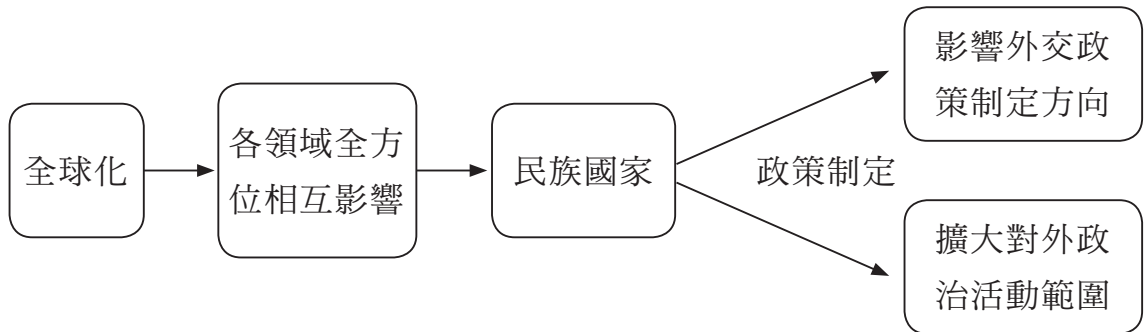 全球化
各領域全方
位相互影響
民族國家
政策制定
影響外交政
策制定方向
擴大對外政
治活動範圍